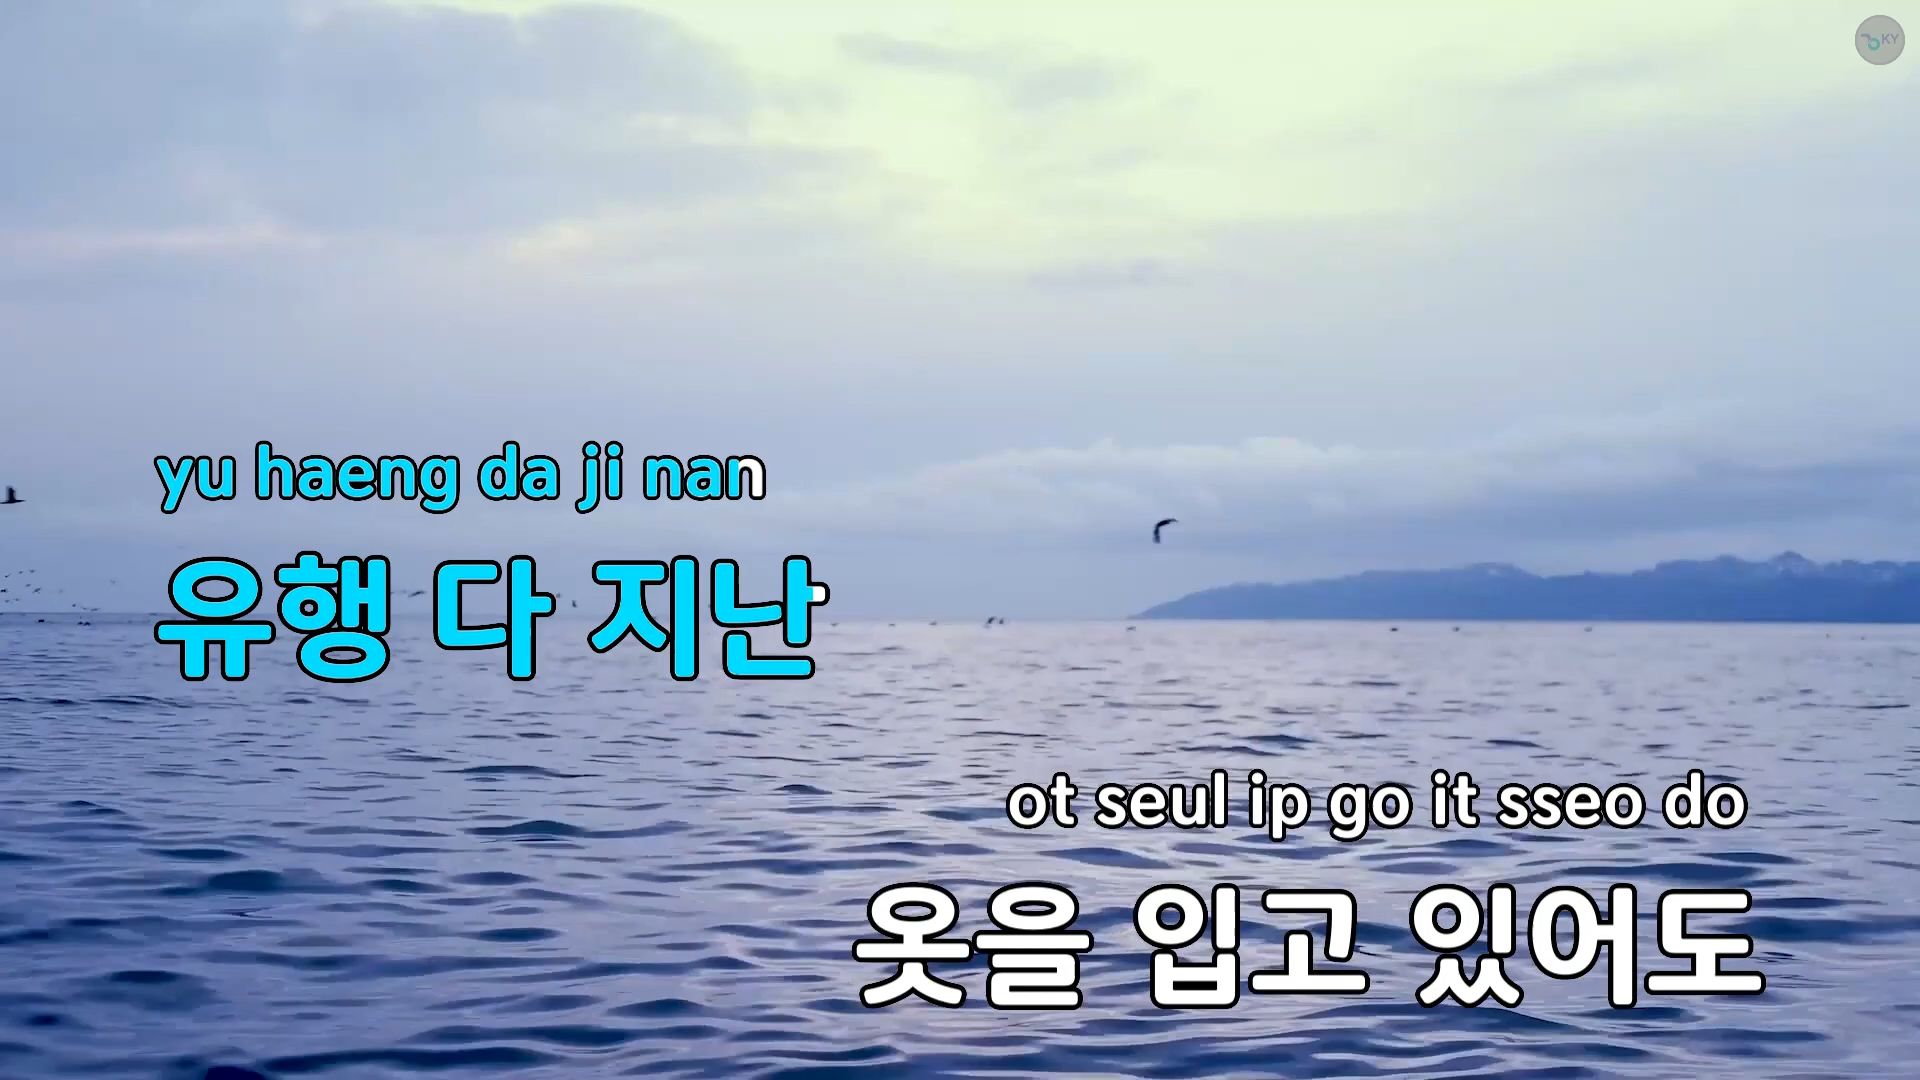 KY
yu haeng da ji nan
유행 다 지난
ot seul ip go it sseo do
옷을 입고 있어도